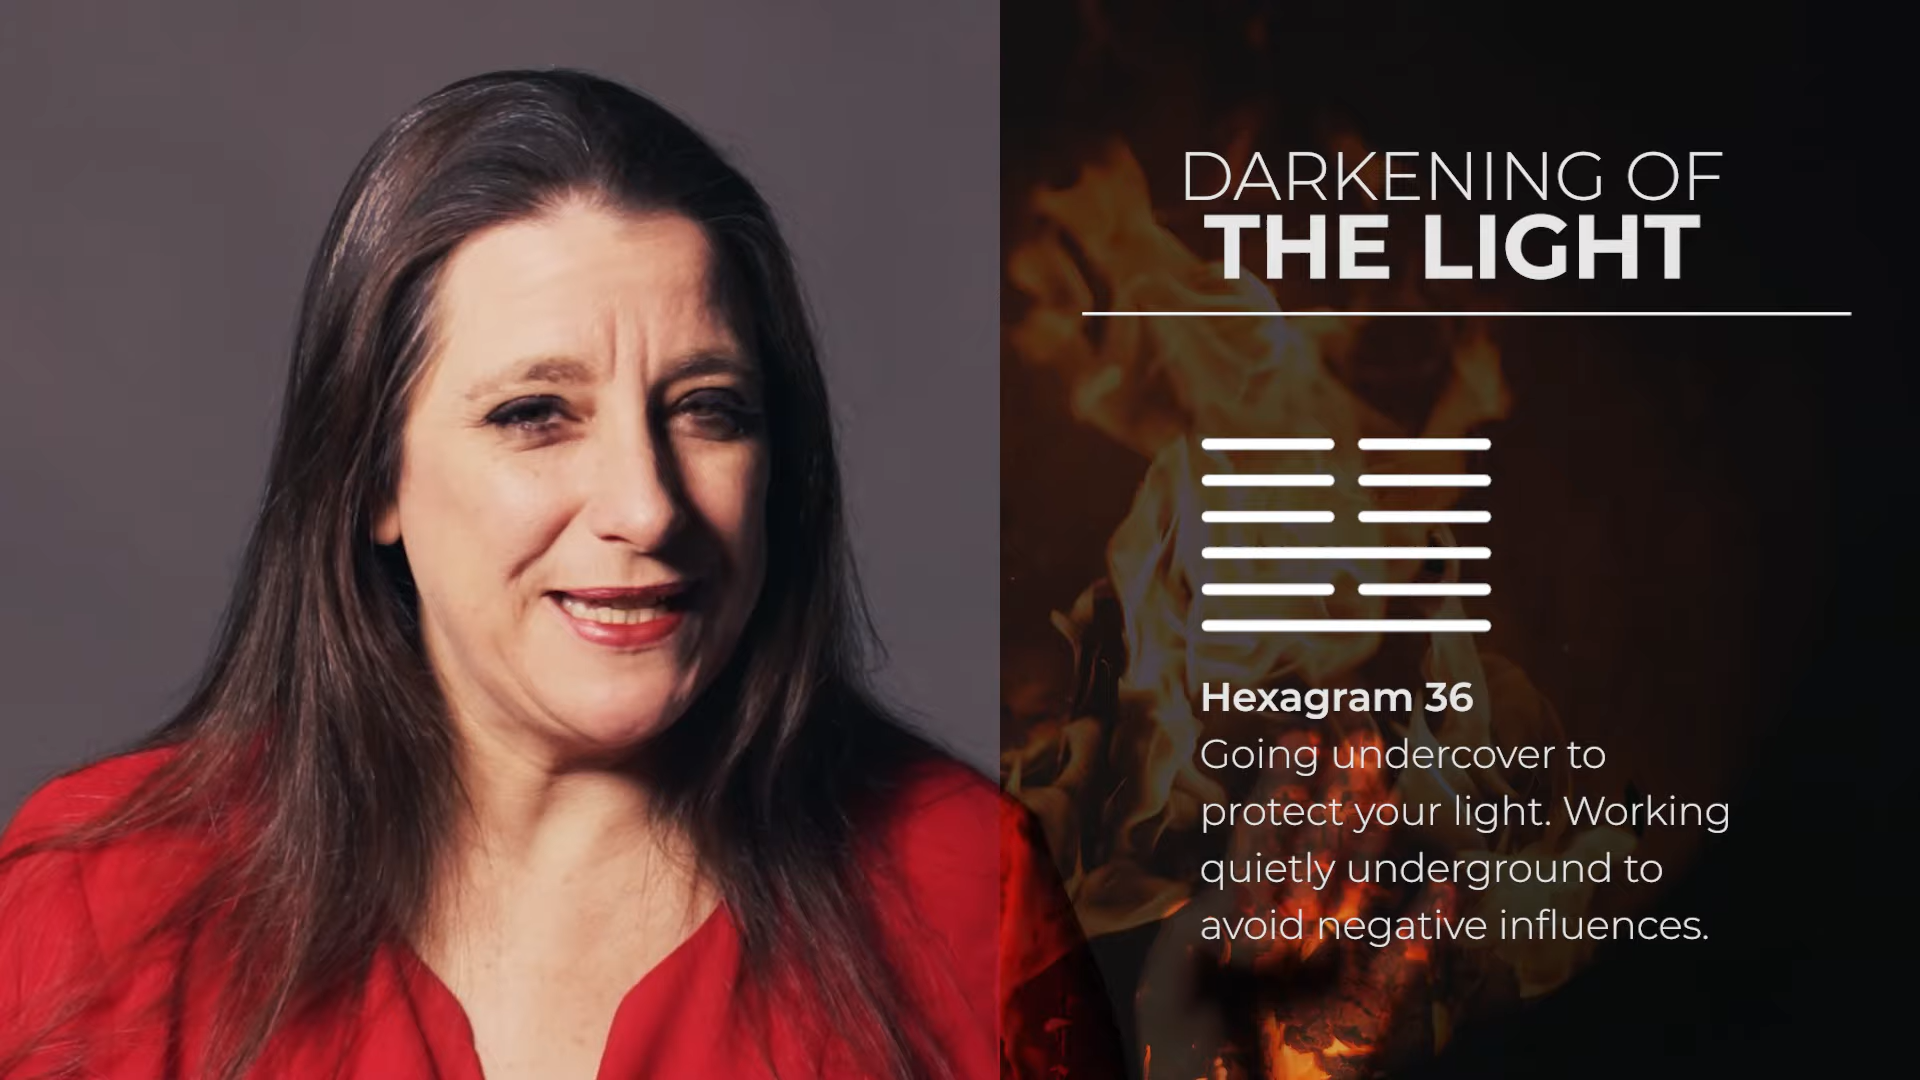 DARKENING OF
THE LIGHT
Hexagram 36
Going undercover to
protect your light. Working
quietly underground to
avoid negative influences.